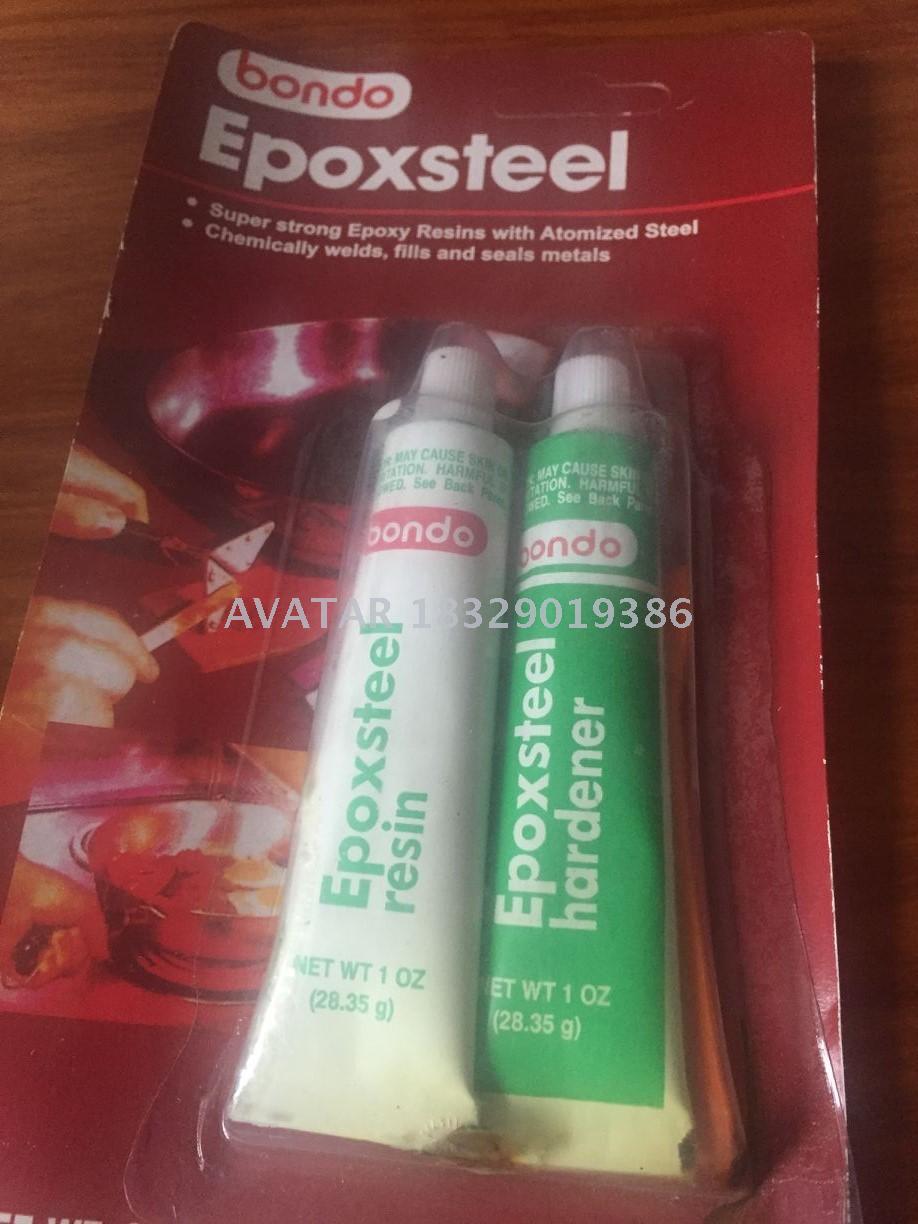 bondo
Epoxsteel
• Super strong Epoxy Resins with Atomized Steel
• Chemically welds, fills and seals metals
MAY CAUSE SKIN
HARMFUL
See Back Panel
bondo
Epoxsteel
resin
NET WT 1 OZ
(28.35 g)
MAY CAUSE SKIN
HARMFUL
See Back Pan
bondo
Epoxsteel
hardener
ET WT 1 OZ
(28.35 g)
AVATAR 18329019386